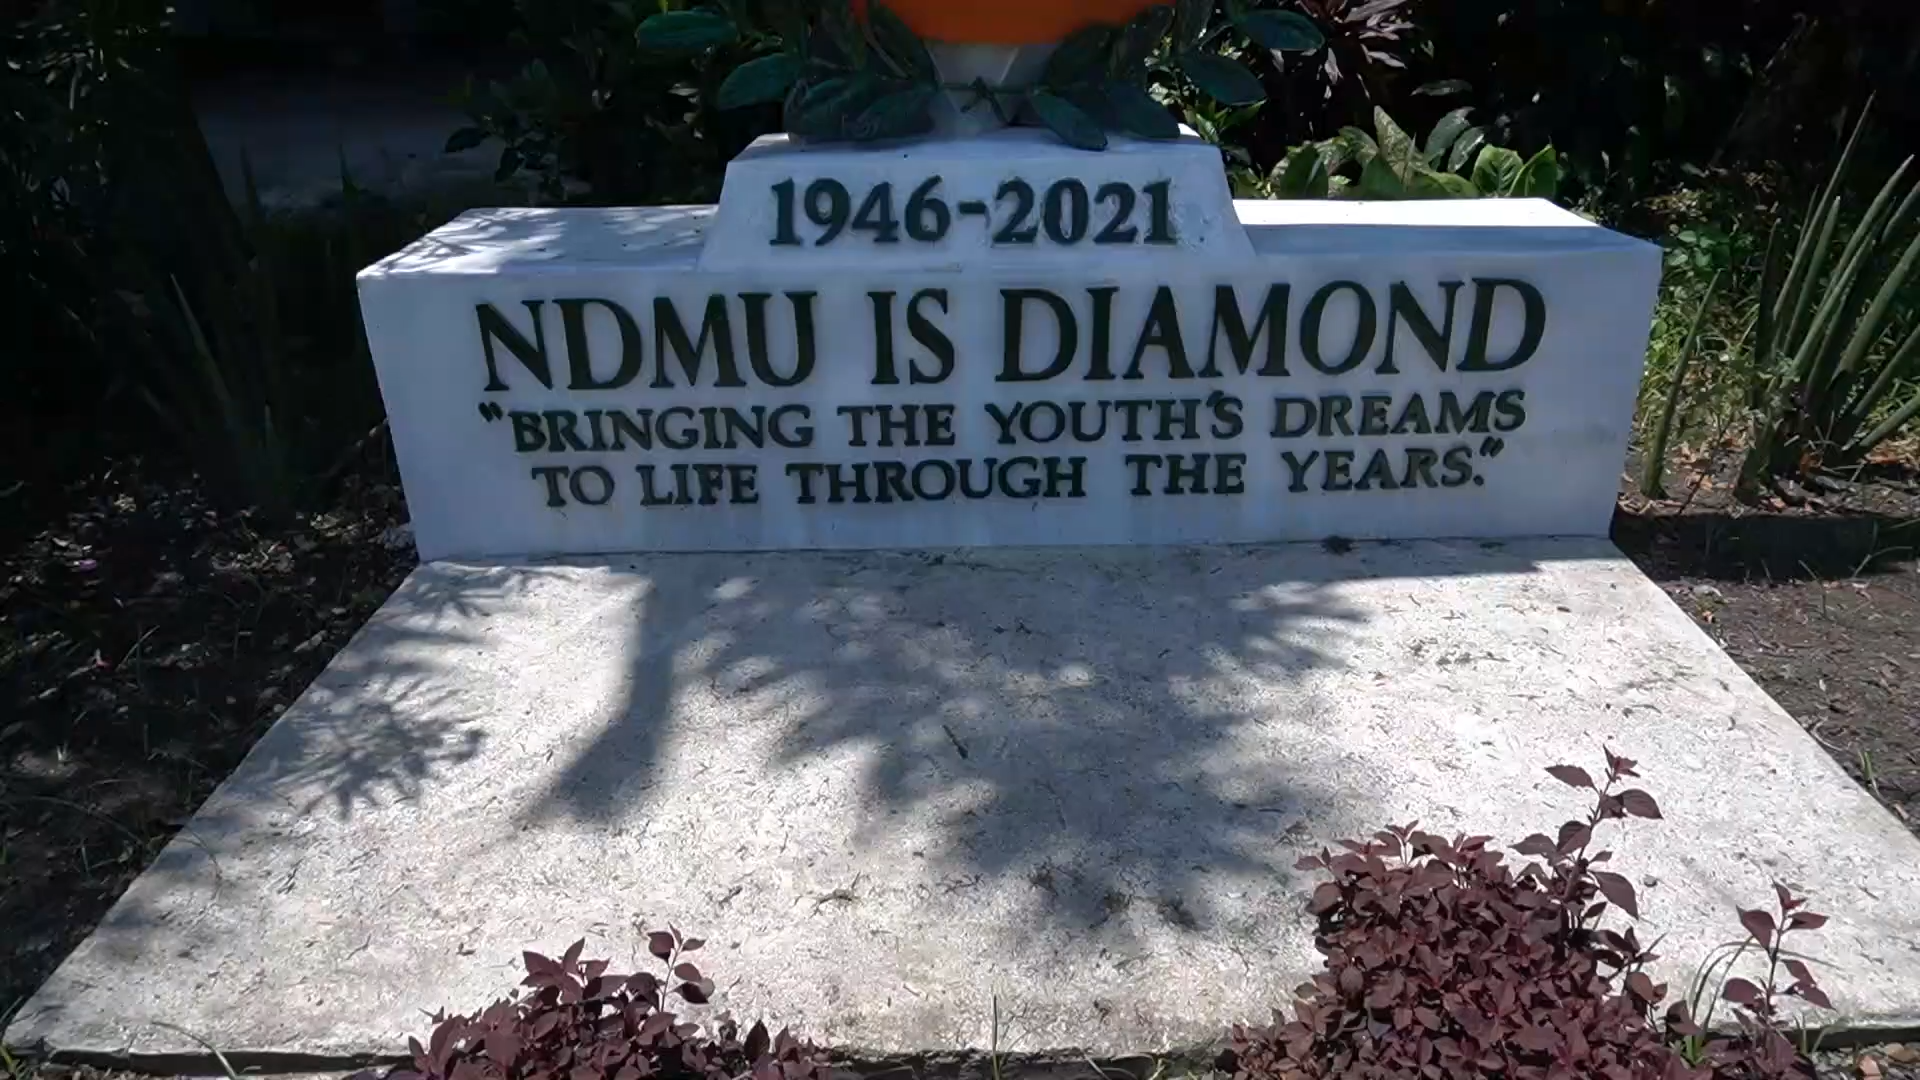 1946-2021
NDMU IS DIAMOND
"BRINGING THE YOUTH'S DREAMS
TO LIFE THROUGH THE YEARS."